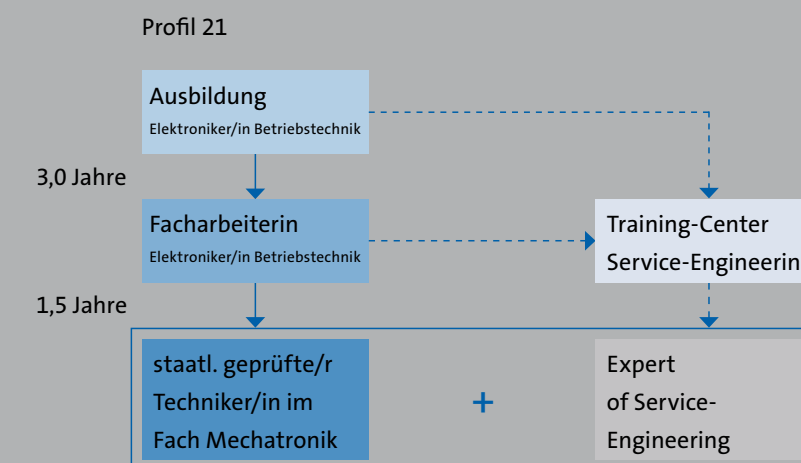 Profil 21
Ausbildung
Elektroniker/in Betriebstechnik
3,0 Jahre
Facharbeiterin
Elektroniker/in Betriebstechnik
Training-Center
Service-Engineerin
1,5 Jahre
staatl. geprüfte/r
Techniker/in im
Fach Mechatronik
+
Expert
of Service-
Engineering